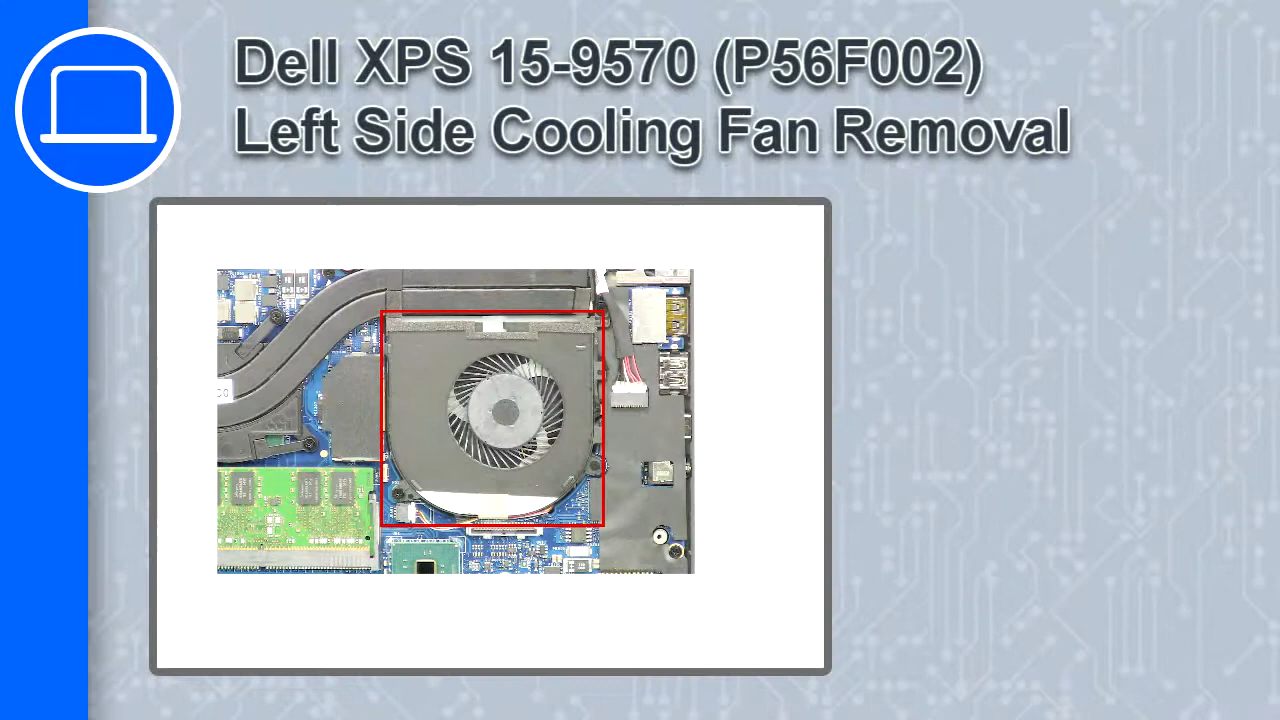 Dell XPS 15-9570 (P56F002)
Left Side Cooling Fan Removal